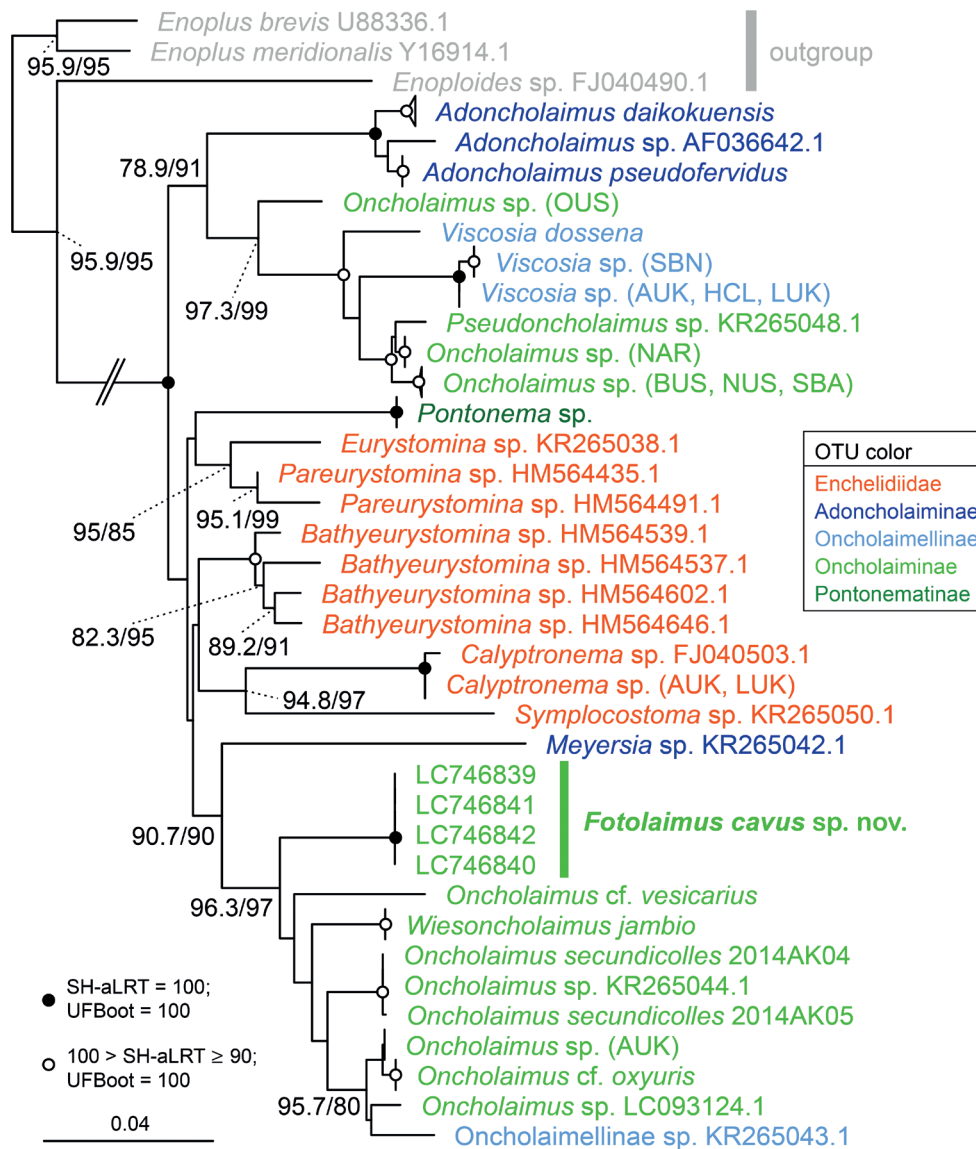 Enoplus brevis U88336.1
Enoplus meridionalis Y16914.1
95.9/95
outgroup
Enoploides sp. FJ040490.1
Adoncholaimus daikokuensis
Adoncholaimus sp. AF036642.1
78.9/91
Adoncholaimus pseudofervidus
Oncholaimus sp. (OUS)
Viscosia dossena
95.9/95
Viscosia sp. (SBN)
Viscosia sp. (AUK, HCL, LUK)
97.3/99
Pseudoncholaimus sp. KR265048.1
Oncholaimus sp. (NAR)
Oncholaimus sp. (BUS, NUS, SBA)
Pontonema sp.
Eurystomina sp. KR265038.1
Pareurystomina sp. HM564435.1
Pareurystomina sp. HM564491.1
95/85
95.1/99
Bathyeurystomina sp. HM564539.1
Bathyeurystomina sp. HM564537.1
Bathyeurystomina sp. HM564602.1
Bathyeurystomina sp. HM564646.1
82.3/95
89.2/91
OTU color
Enchelidiidae
Adoncholaiminae
Oncholaimellinae
Oncholaiminae
Pontonematinae
Calyptronema sp. FJ040503.1
Calyptronema sp. (AUK, LUK)
94.8/97
Symplocostoma sp. KR265050.1
Meyersia sp. KR265042.1
LC746839
LC746841
LC746842
LC746840
Fotolaimus cavus sp. nov.
90.7/90
96.3/97
Oncholaimus cf. vesicarius
Wiesoncholaimus jambio
Oncholaimus secundicolles 2014AK04
Oncholaimus sp. KR265044.1
Oncholaimus secundicolles 2014AK05
Oncholaimus sp. (AUK)
Oncholaimus cf. oxyuris
95.7/80
Oncholaimus sp. LC093124.1
Oncholaimellinae sp. KR265043.1
SH-aLRT = 100;
UFBoot = 100
100 > SH-aLRT ≥ 90;
UFBoot = 100
0.04